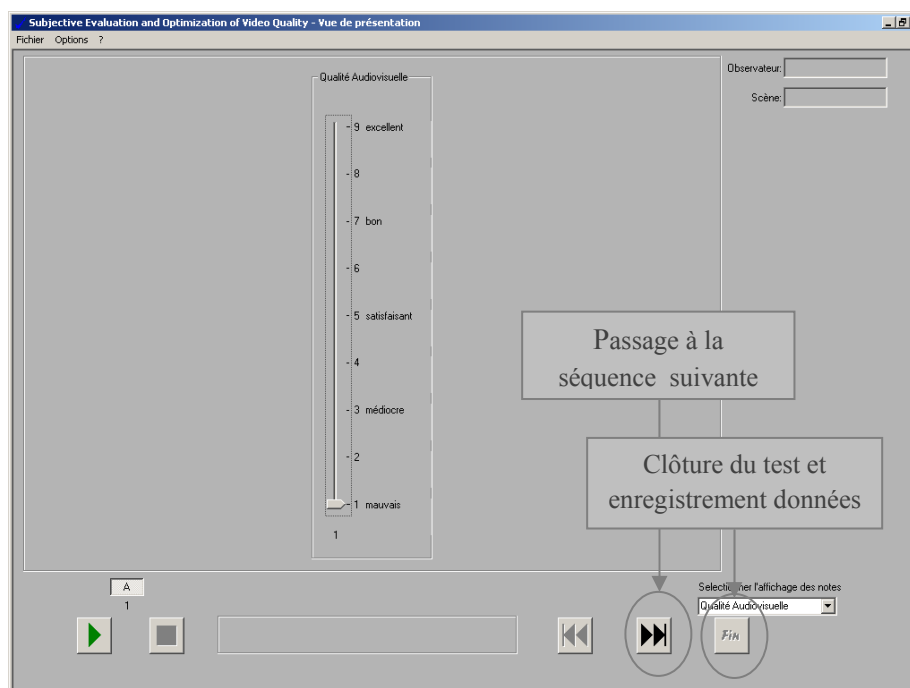 Subjective Evaluation and Optimization of Video Quality - Vue de présentation
Fichier Options ?
Observateur:
Scène:
Qualité Audiovisuelle
9 excellent
8
7 bon
6
5 satisfaisant
4
3 médiocre
2
1 mauvais
1
Passage à la
séquence suivante
Clôture du test et
enregistrement données
A
1
Selectionner l'affichage des notes
Qualité Audiovisuelle
Fin